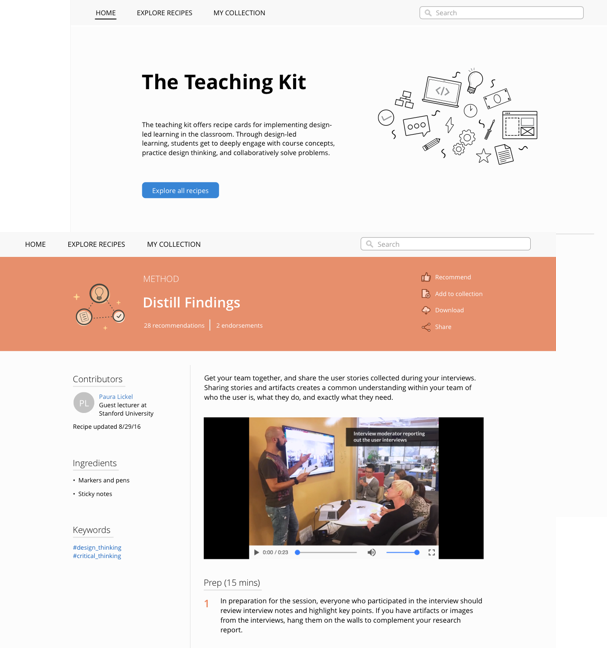 HOME EXPLORE RECIPES MY COLLECTION Search
The Teaching Kit
The teaching kit offers recipe cards for implementing design-
led learning in the classroom. Through design-led
learning, students get to deeply engage with course concepts,
practice design thinking, and collaboratively solve problems.
Explore all recipes
</>
HOME EXPLORE RECIPES MY COLLECTION Search
METHOD
Distill Findings
28 recommendations | 2 endorsements
Recommend
Add to collection
Download
Share
Contributors
PL
Paura Lickel
Guest lecturer at
Stanford University
Recipe updated 8/29/16
Ingredients
• Markers and pens
• Sticky notes
Keywords
#design_thinking
#critical_thinking
Get your team together, and share the user stories collected during your interviews.
Sharing stories and artifacts creates a common understanding within your team of
who the user is, what they do, and exactly what they need.
Interview moderator reporting
out the user interviews
0:00 / 0:23
Prep (15 mins)
1 In preparation for the session, everyone who participated in the interview should
review interview notes and highlight key points. If you have artifacts or images
from the interviews, hang them on the walls to complement your research
report.